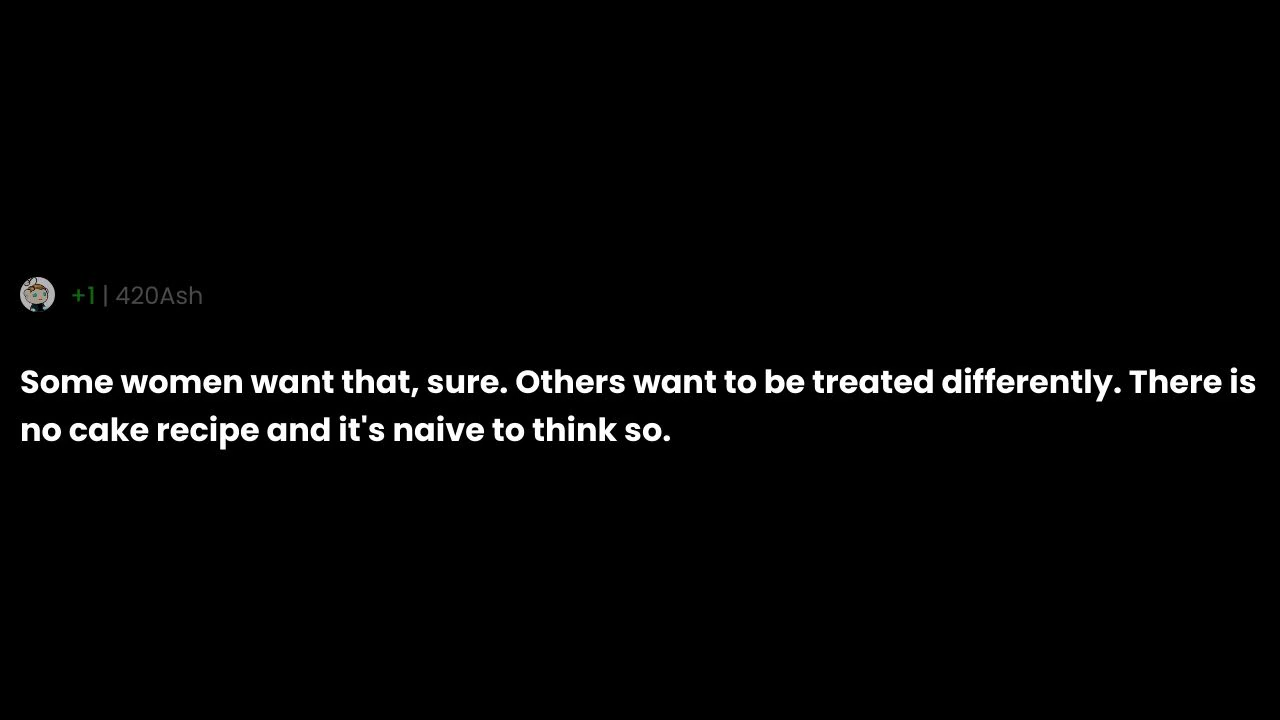 +1 | 420Ash
Some women want that, sure. Others want to be treated differently. There is
no cake recipe and it's naive to think so.